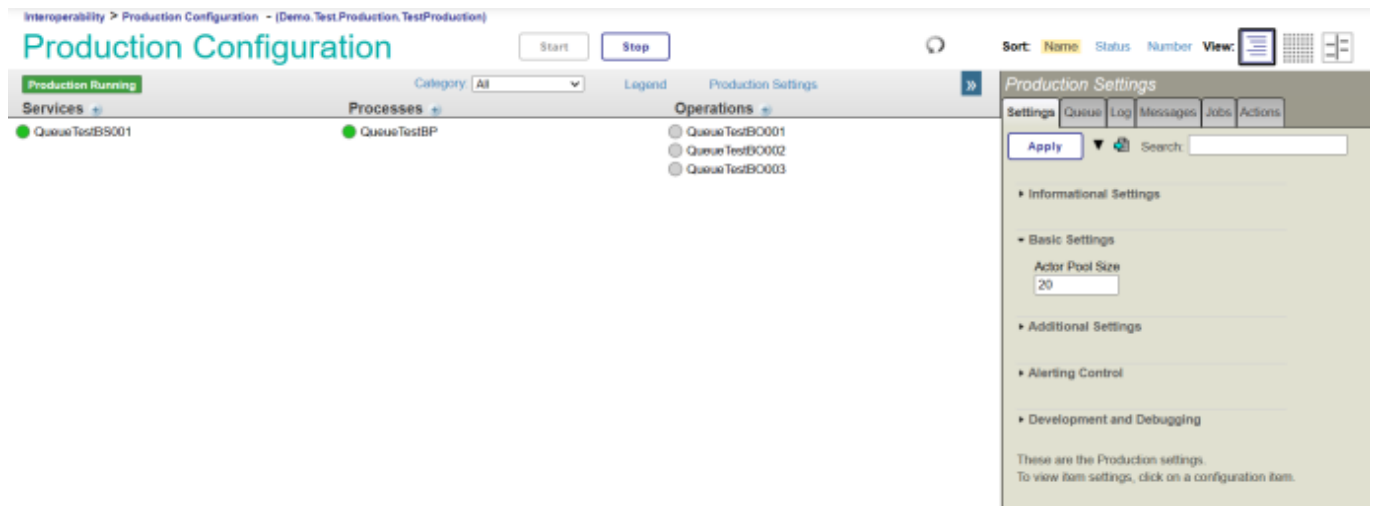 Interoperability > Production Configuration - (Demo.Test.Production.TestProduction)
Production Configuration
Start Stop
Sort: Name Status Number View:
Production Running
Category: All
Legend
Production Settings
»
Services
Processes
Operations
QueueTestBS001
QueueTestBP
QueueTestBO001
QueueTestBO002
QueueTestBO003
Production Settings
Settings Queue Log Messages Jobs Actions
Apply
Search:
Informational Settings
Basic Settings
Actor Pool Size
20
Additional Settings
Alerting Control
Development and Debugging
These are the Production settings.
To view item settings, click on a configuration item.